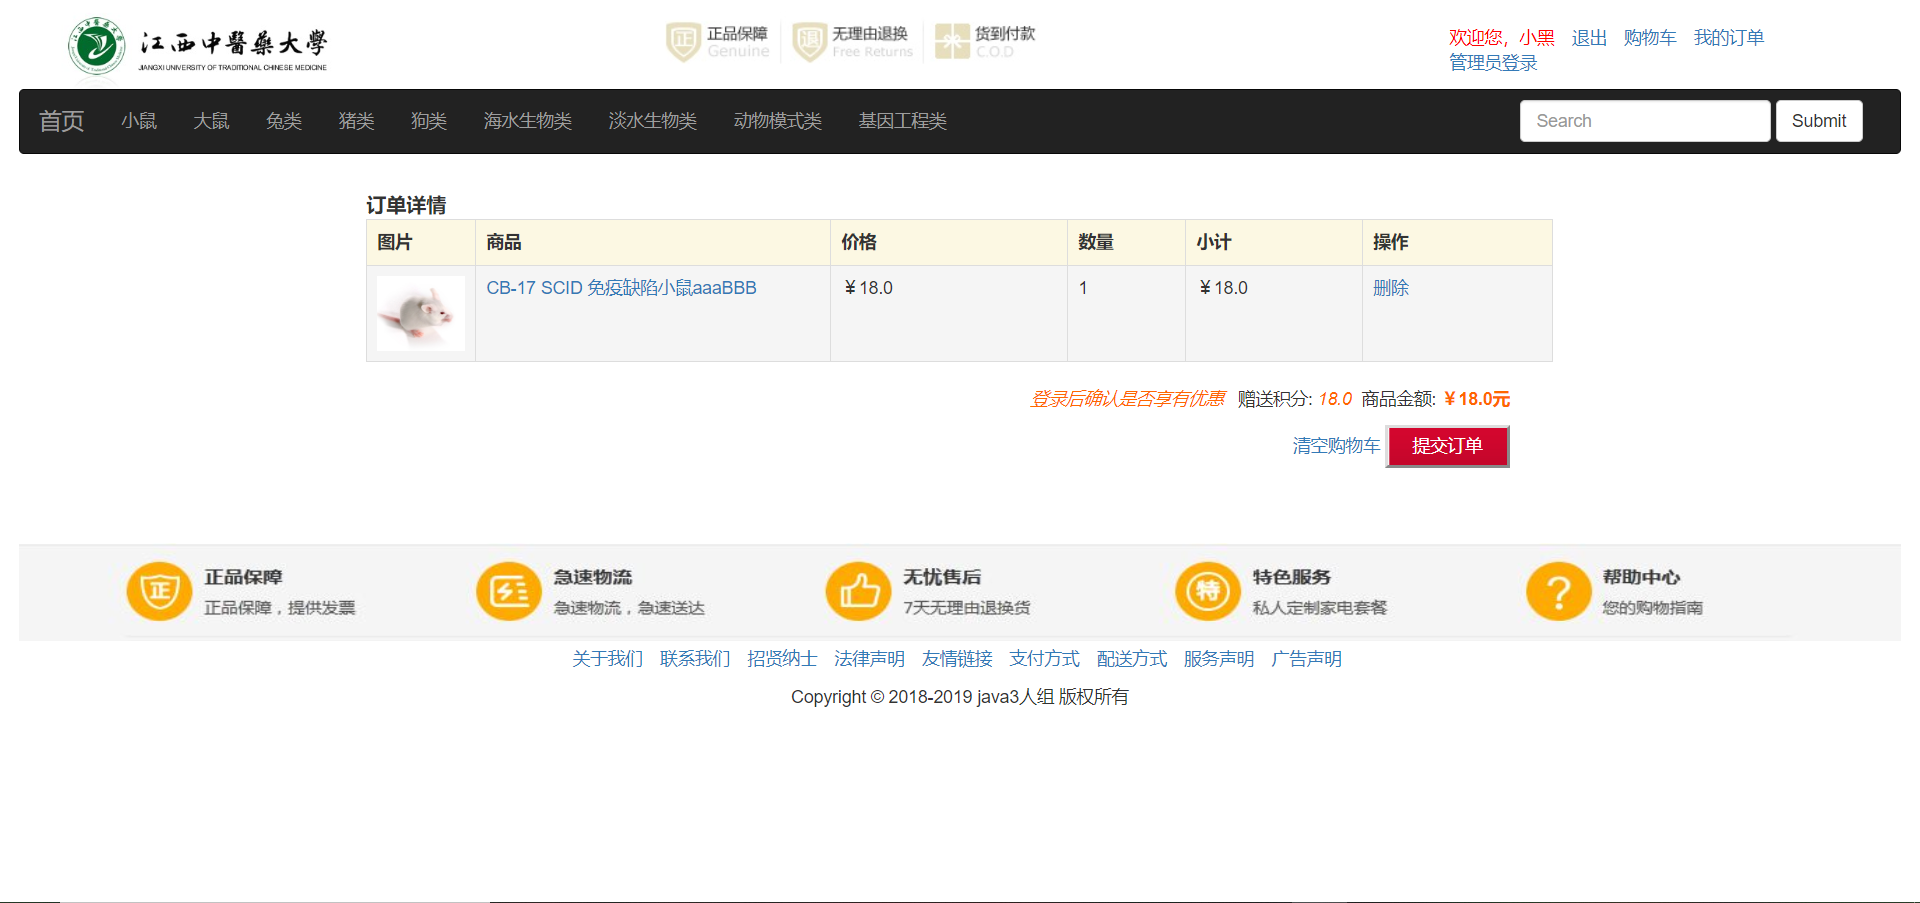 江西中醫藥大學
JIANGXI UNIVERSITY OF TRADITIONAL CHINESE MEDICINE
正品保障 无理由退换 货到付款
Genuine Free Returns C.O.D
欢迎您，小黑 退出 购物车 我的订单
管理员登录
首页 小鼠 大鼠 兔类 猪类 狗类 海水生物类 淡水生物类 动物模式类 基因工程类 Search Submit
订单详情
图片 商品 价格 数量 小计 操作
CB-17 SCID 免疫缺陷小鼠aaaBBB ￥18.0 1 ￥18.0 删除
登录后确认是否享有优惠 赠送积分: 18.0 商品金额: ￥18.0元
清空购物车 提交订单
正 正品保障 急速物流 无忧售后 特 特色服务 ? 帮助中心
正品保障，提供发票 急速物流，急速送达 7天无理由退换货 私人定制家电套餐 您的购物指南
关于我们 联系我们 招贤纳士 法律声明 友情链接 支付方式 配送方式 服务声明 广告声明
Copyright © 2018-2019 java3人组 版权所有